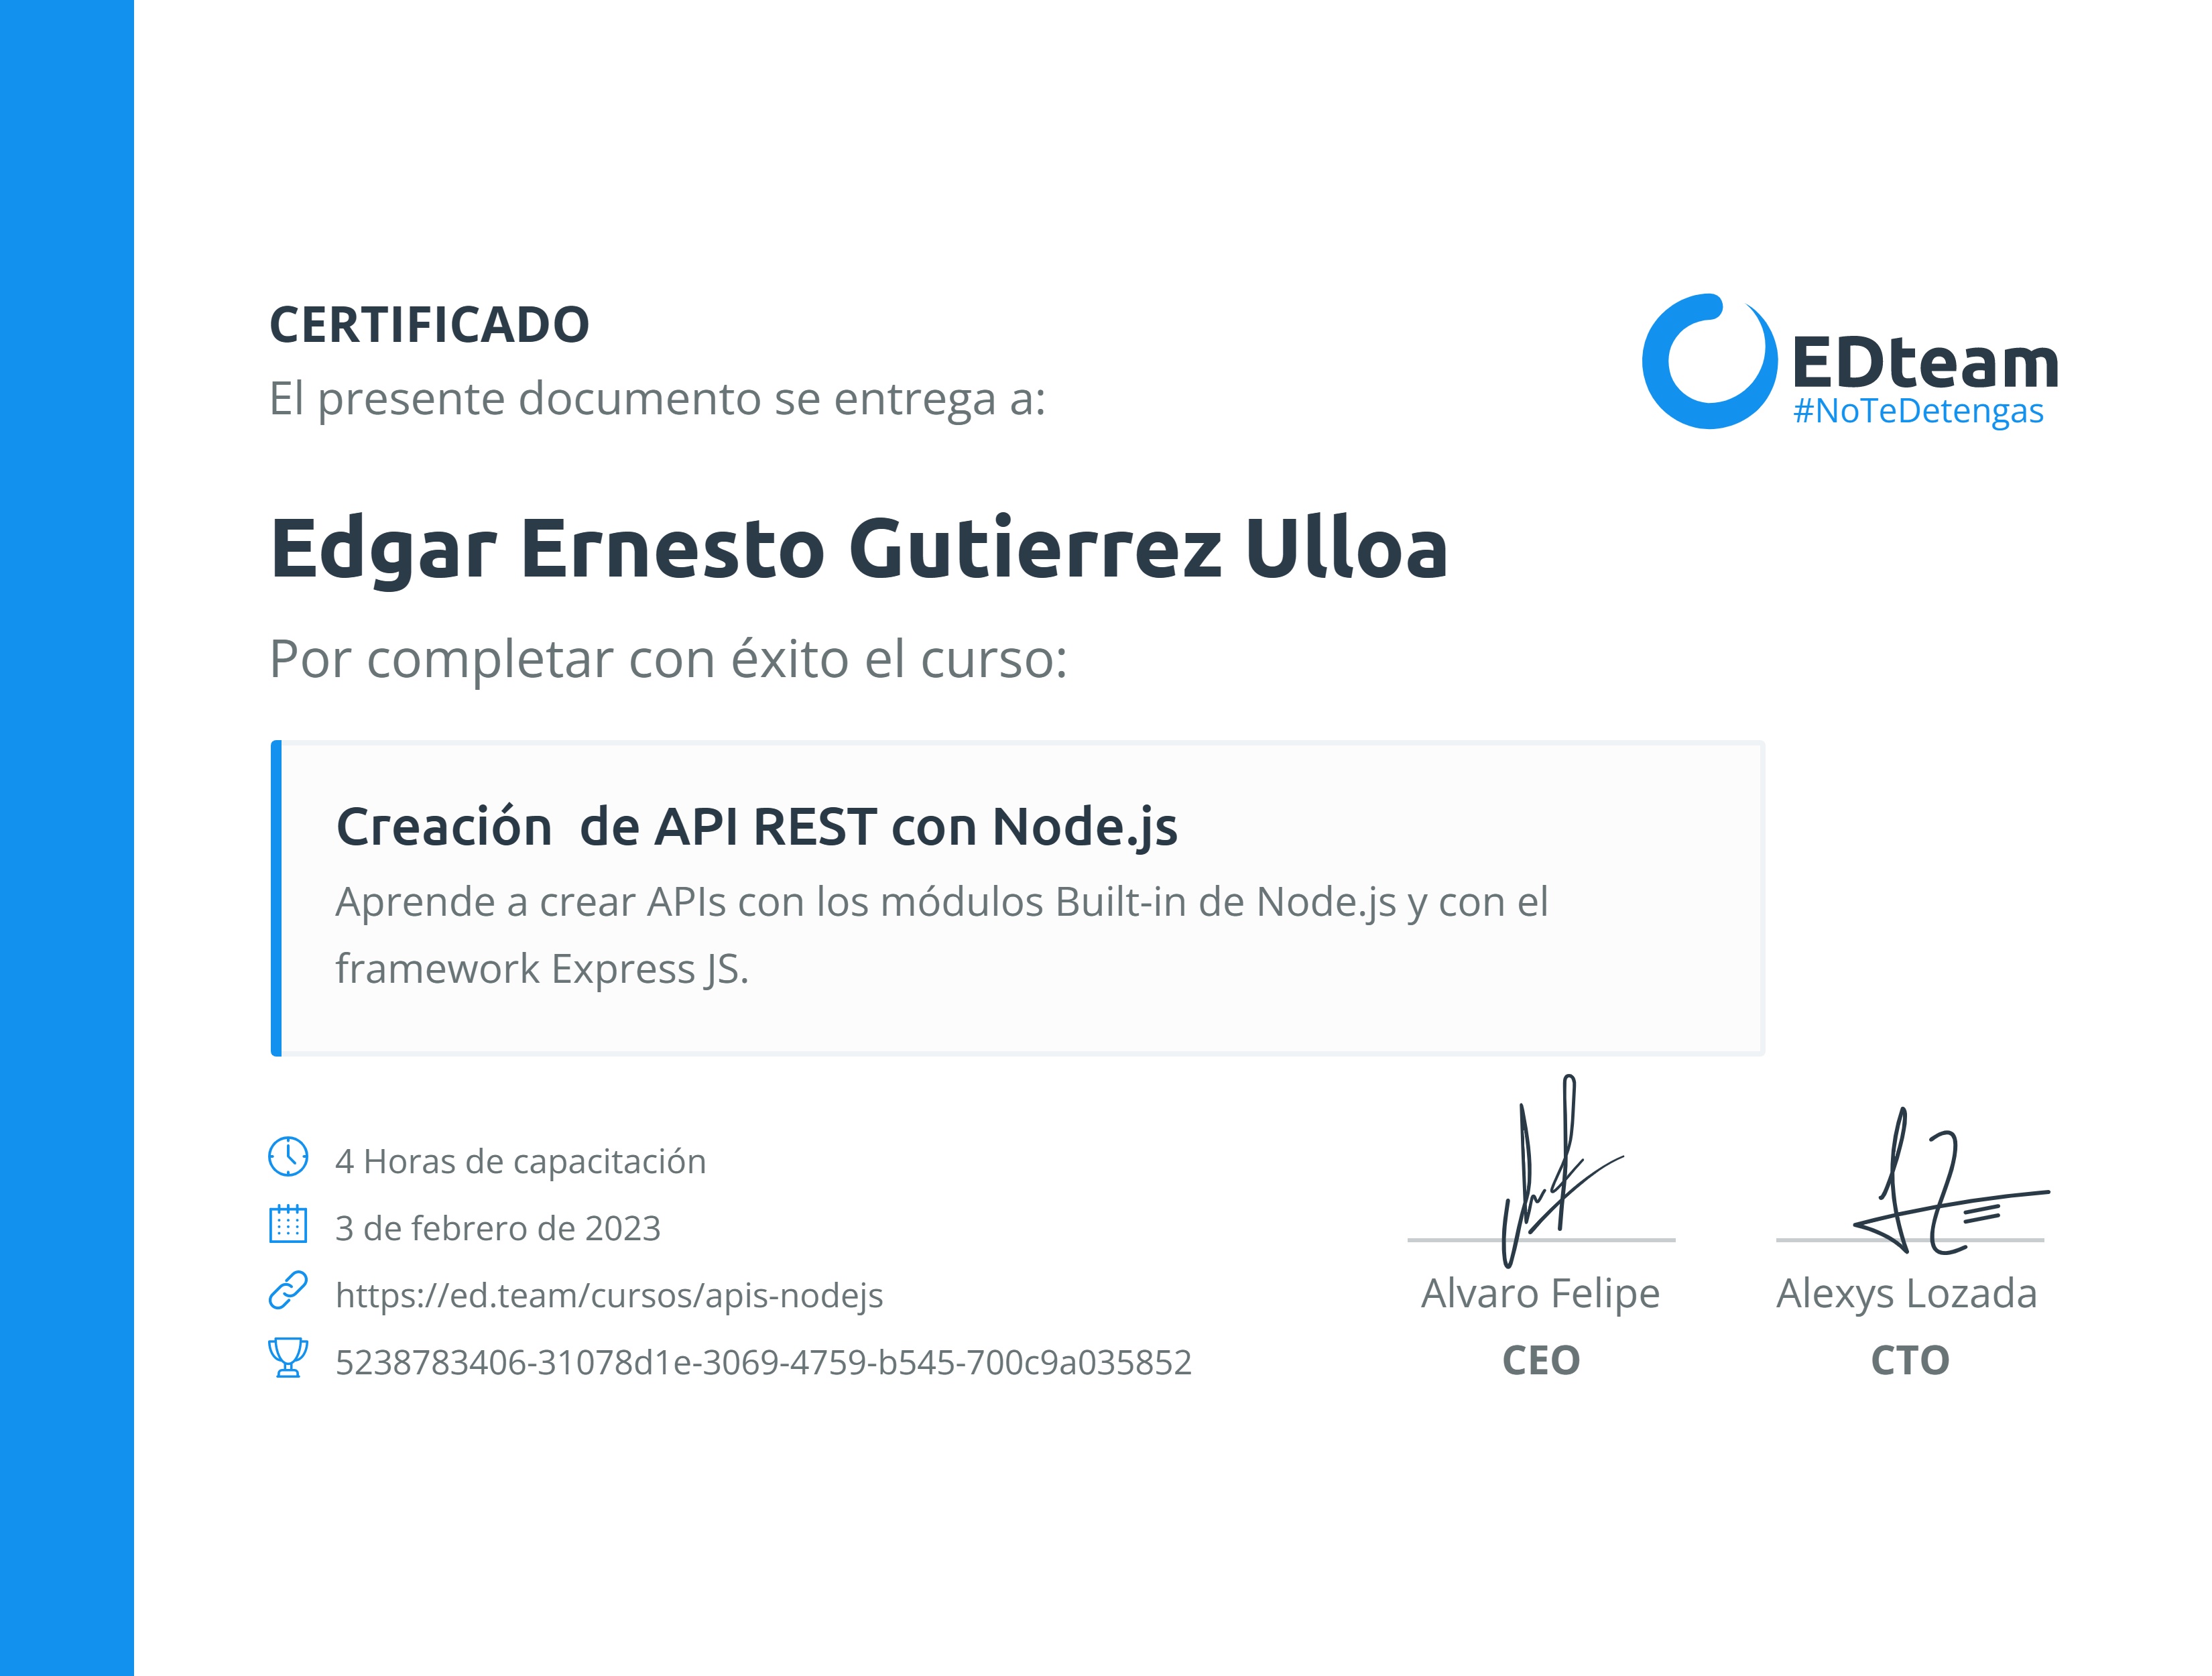 CERTIFICADO
El presente documento se entrega a:
EDteam
#NoTeDetengas
Edgar Ernesto Gutierrez Ulloa
Por completar con éxito el curso:
Creación  de API REST con Node.js
Aprende a crear APIs con los módulos Built-in de Node.js y con el
framework Express JS.
4 Horas de capacitación
3 de febrero de 2023
https://ed.team/cursos/apis-nodejs
5238783406-31078d1e-3069-4759-b545-700c9a035852
Alvaro Felipe
CEO
Alexys Lozada
CTO